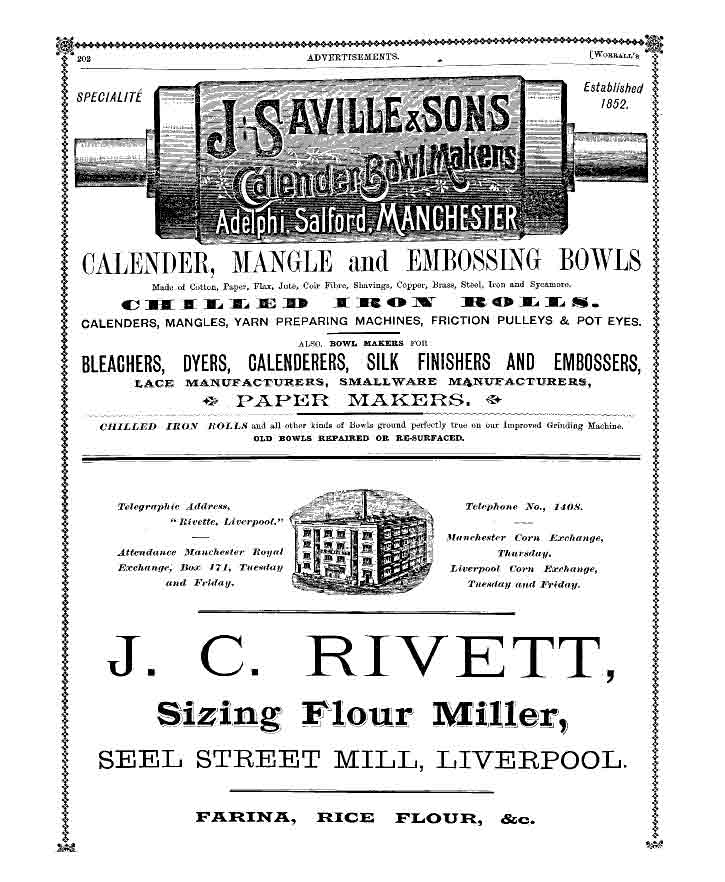 202 ADVERTISEMENTS. [WORRALL'S
SPECIALITÉ
Established
1852.
J. SAVILLE & SONS
Calender Bowl Makers
Adelphi, Salford, MANCHESTER
CALENDER, MANGLE and EMBOSSING BOWLS
Made of Cotton, Paper, Flax, Jute, Coir Fibre, Shavings, Copper, Brass, Steel, Iron and Sycamore.
CHILLED IRON ROLLS.
CALENDERS, MANGLES, YARN PREPARING MACHINES, FRICTION PULLEYS & POT EYES.
ALSO, BOWL MAKERS FOR
BLEACHERS, DYERS, CALENDERERS, SILK FINISHERS AND EMBOSSERS,
LACE MANUFACTURERS, SMALLWARE MANUFACTURERS,
PAPER MAKERS.
CHILLED IRON ROLLS and all other kinds of Bowls ground perfectly true on our Improved Grinding Machine.
OLD BOWLS REPAIRED OR RE-SURFACED.
Telegraphic Address,
"Rivette, Liverpool."
Attendance Manchester Royal
Exchange, Box 171, Tuesday
and Friday.
Telephone No., 1408.
Manchester Corn Exchange,
Thursday.
Liverpool Corn Exchange,
Tuesday and Friday.
J. C. RIVETT,
Sizing Flour Miller,
SEEL STREET MILL, LIVERPOOL.
FARINA, RICE FLOUR, &c.